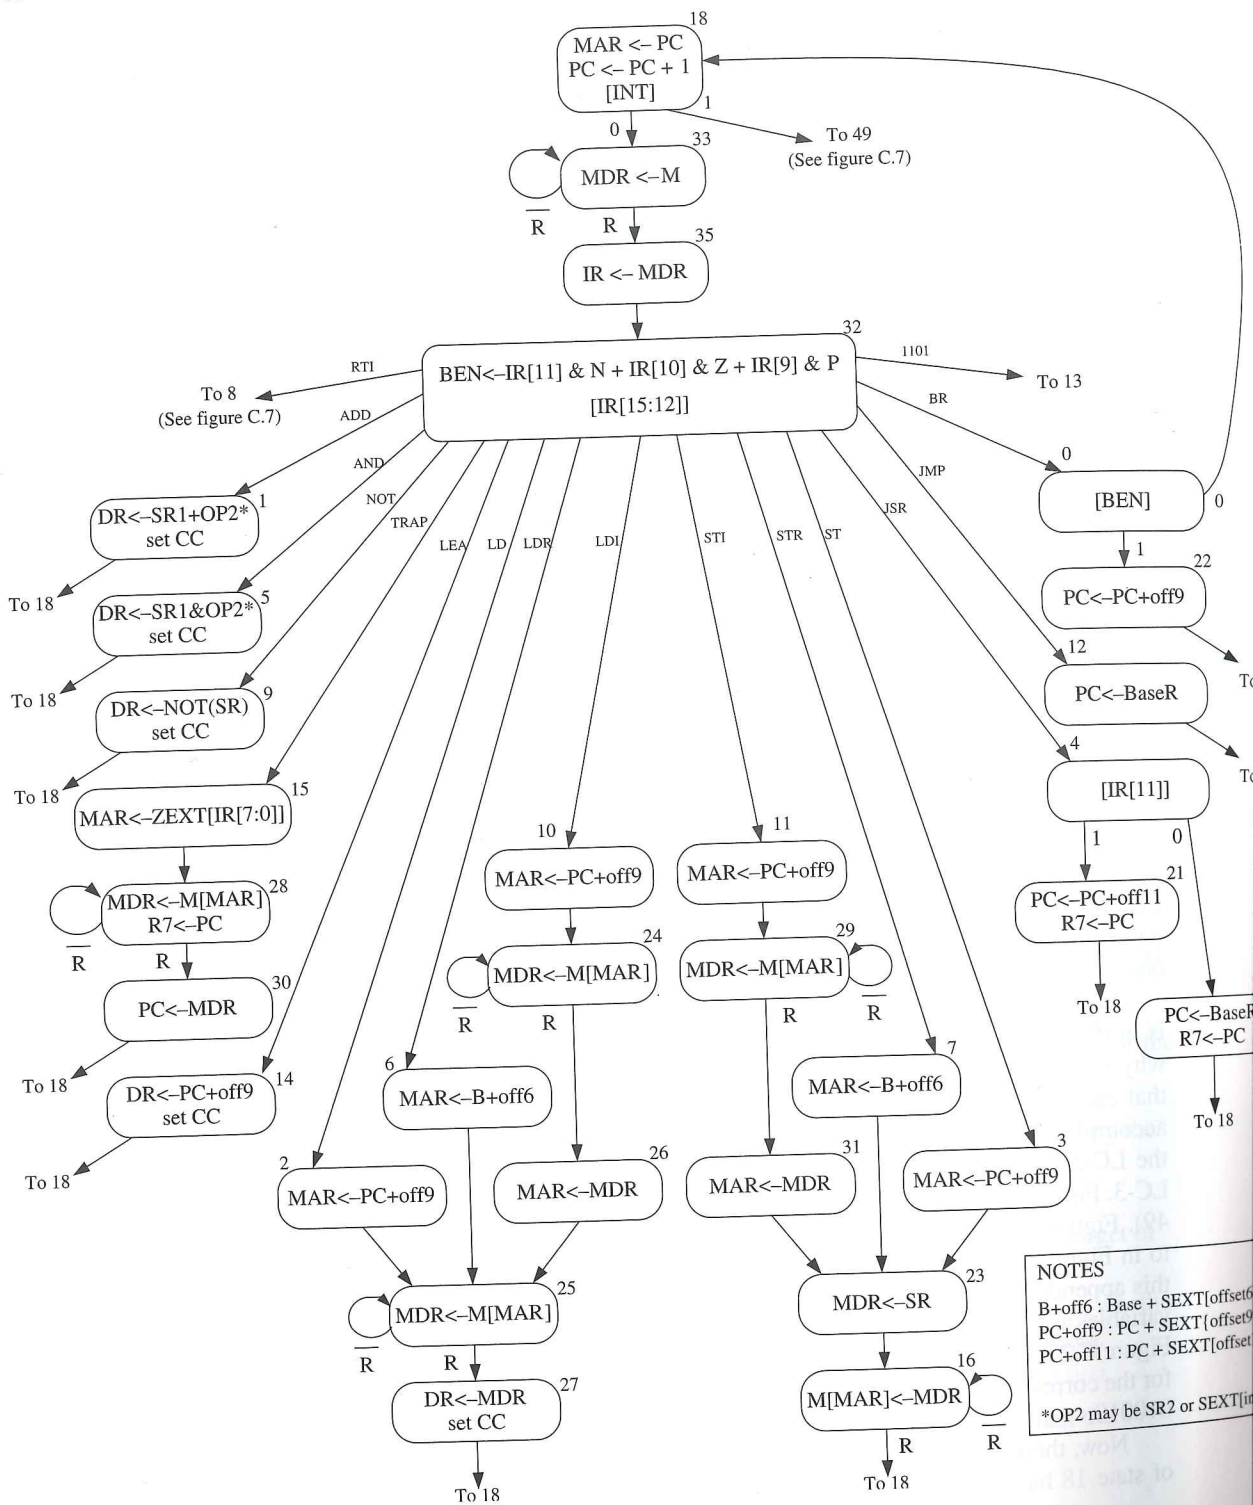 18
MAR <– PC
PC <– PC + 1
[INT]
0
1
To 49
(See figure C.7)
33
MDR <–M
R
R
35
IR <– MDR
32
BEN<–IR[11] & N + IR[10] & Z + IR[9] & P
[IR[15:12]]
RTI
To 8
(See figure C.7)
1101
To 13
ADD
AND
NOT
TRAP
LEA
LD
LDR
LDI
STI
STR
ST
JSR
JMP
BR
1
DR<–SR1+OP2*
set CC
To 18
5
DR<–SR1&OP2*
set CC
To 18
9
DR<–NOT(SR)
set CC
To 18
15
MAR<–ZEXT[IR[7:0]]
28
MDR<–M[MAR]
R7<–PC
R
R
30
PC<–MDR
To 18
14
DR<–PC+off9
set CC
To 18
2
MAR<–PC+off9
6
MAR<–B+off6
10
MAR<–PC+off9
24
MDR<–M[MAR]
R
R
26
MAR<–MDR
25
MDR<–M[MAR]
R
R
27
DR<–MDR
set CC
To 18
11
MAR<–PC+off9
29
MDR<–M[MAR]
R
R
31
MAR<–MDR
7
MAR<–B+off6
3
MAR<–PC+off9
23
MDR<–SR
16
M[MAR]<–MDR
R
R
To 18
0
[BEN]
0
1
22
PC<–PC+off9
To
12
PC<–BaseR
To
4
[IR[11]]
1
0
21
PC<–PC+off11
R7<–PC
To 18
PC<–BaseR
R7<–PC
To 18
NOTES
B+off6 : Base + SEXT[offset6
PC+off9 : PC + SEXT[offset9
PC+off11 : PC + SEXT[offset
*OP2 may be SR2 or SEXT[im